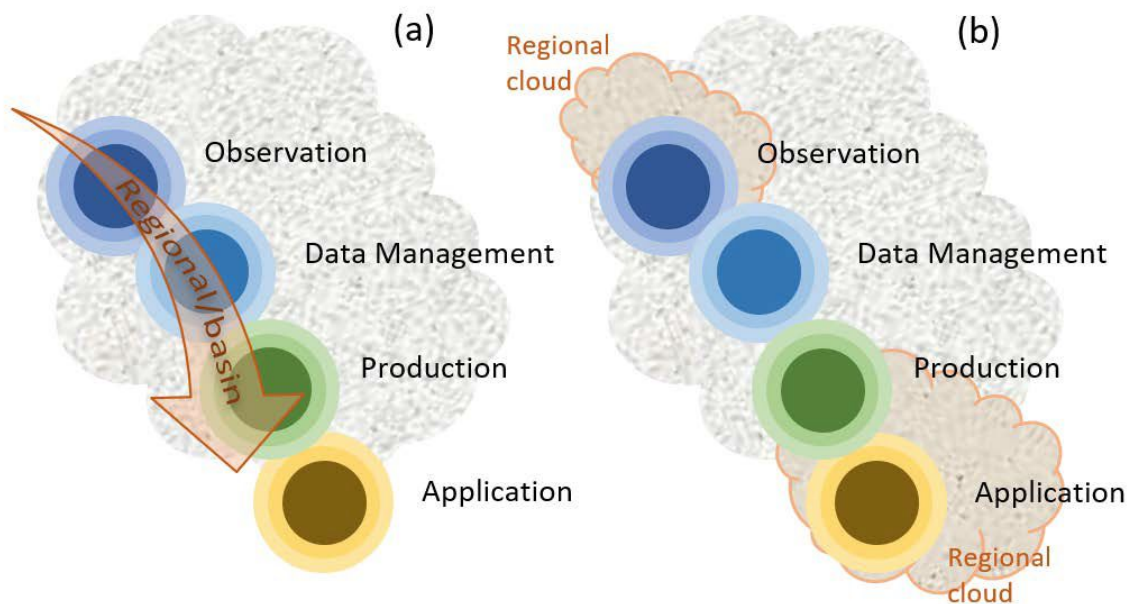 (a)
Observation
Data Management
Production
Application
Regional/basin
(b)
Regional
cloud
Observation
Data Management
Production
Application
Regional
cloud